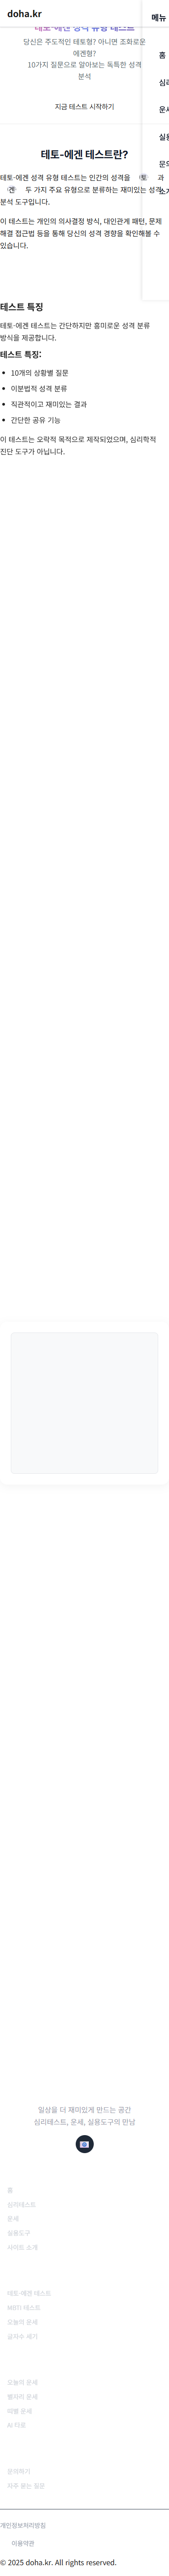 doha.kr
메뉴
테토-에겐 성격 유형 테스트
홈
당신은 주도적인 테토형? 아니면 조화로운
에겐형?
10가지 질문으로 알아보는 독특한 성격
분석
지금 테스트 시작하기
문의
테토-에겐 테스트란?
테토-에겐 성격 유형 테스트는 인간의 성격을 토 과
겐 두 가지 주요 유형으로 분류하는 재미있는 성격
분석 도구입니다.
이 테스트는 개인의 의사결정 방식, 대인관계 패턴, 문제
해결 접근법 등을 통해 당신의 성격 경향을 확인해볼 수
있습니다.
테스트 특징
테토-에겐 테스트는 간단하지만 흥미로운 성격 분류
방식을 제공합니다.
테스트 특징:
10개의 상황별 질문
이분법적 성격 분류
직관적이고 재미있는 결과
간단한 공유 기능
이 테스트는 오락적 목적으로 제작되었으며, 심리학적
진단 도구가 아닙니다.
일상을 더 재미있게 만드는 공간
심리테스트, 운세, 실용도구의 만남
홈
심리테스트
운세
실용도구
사이트 소개
테토-에겐 테스트
MBTI 테스트
오늘의 운세
글자수 세기
오늘의 운세
별자리 운세
띠별 운세
AI 타로
문의하기
자주 묻는 질문
개인정보처리방침
이용약관
© 2025 doha.kr. All rights reserved.